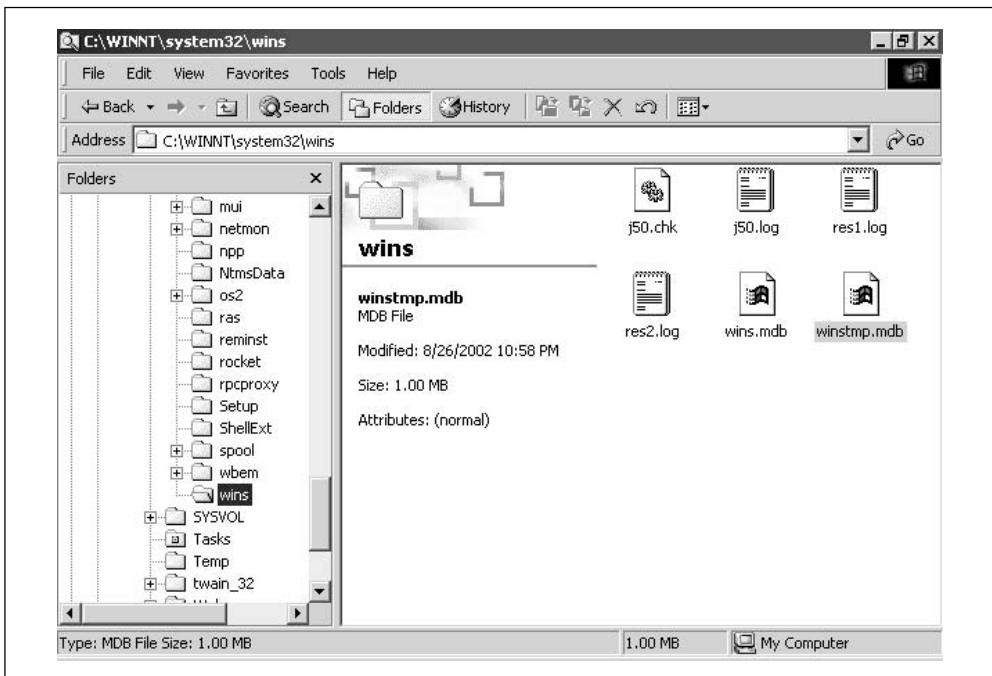 C:\WINNT\system32\wins
File Edit View Favorites Tools Help
Back Search Folders History
Address C:\WINNT\system32\wins Go
Folders
mui
netmon
npp
NtmsData
os2
ras
reminst
rocket
rpcproxy
Setup
ShellExt
spool
wbem
wins
SYSVOL
Tasks
Temp
twain_32
wins
winstmp.mdb
MDB File
Modified: 8/26/2002 10:58 PM
Size: 1.00 MB
Attributes: (normal)
j50.chk j50.log res1.log
res2.log wins.mdb winstmp.mdb
Type: MDB File Size: 1.00 MB 1.00 MB My Computer